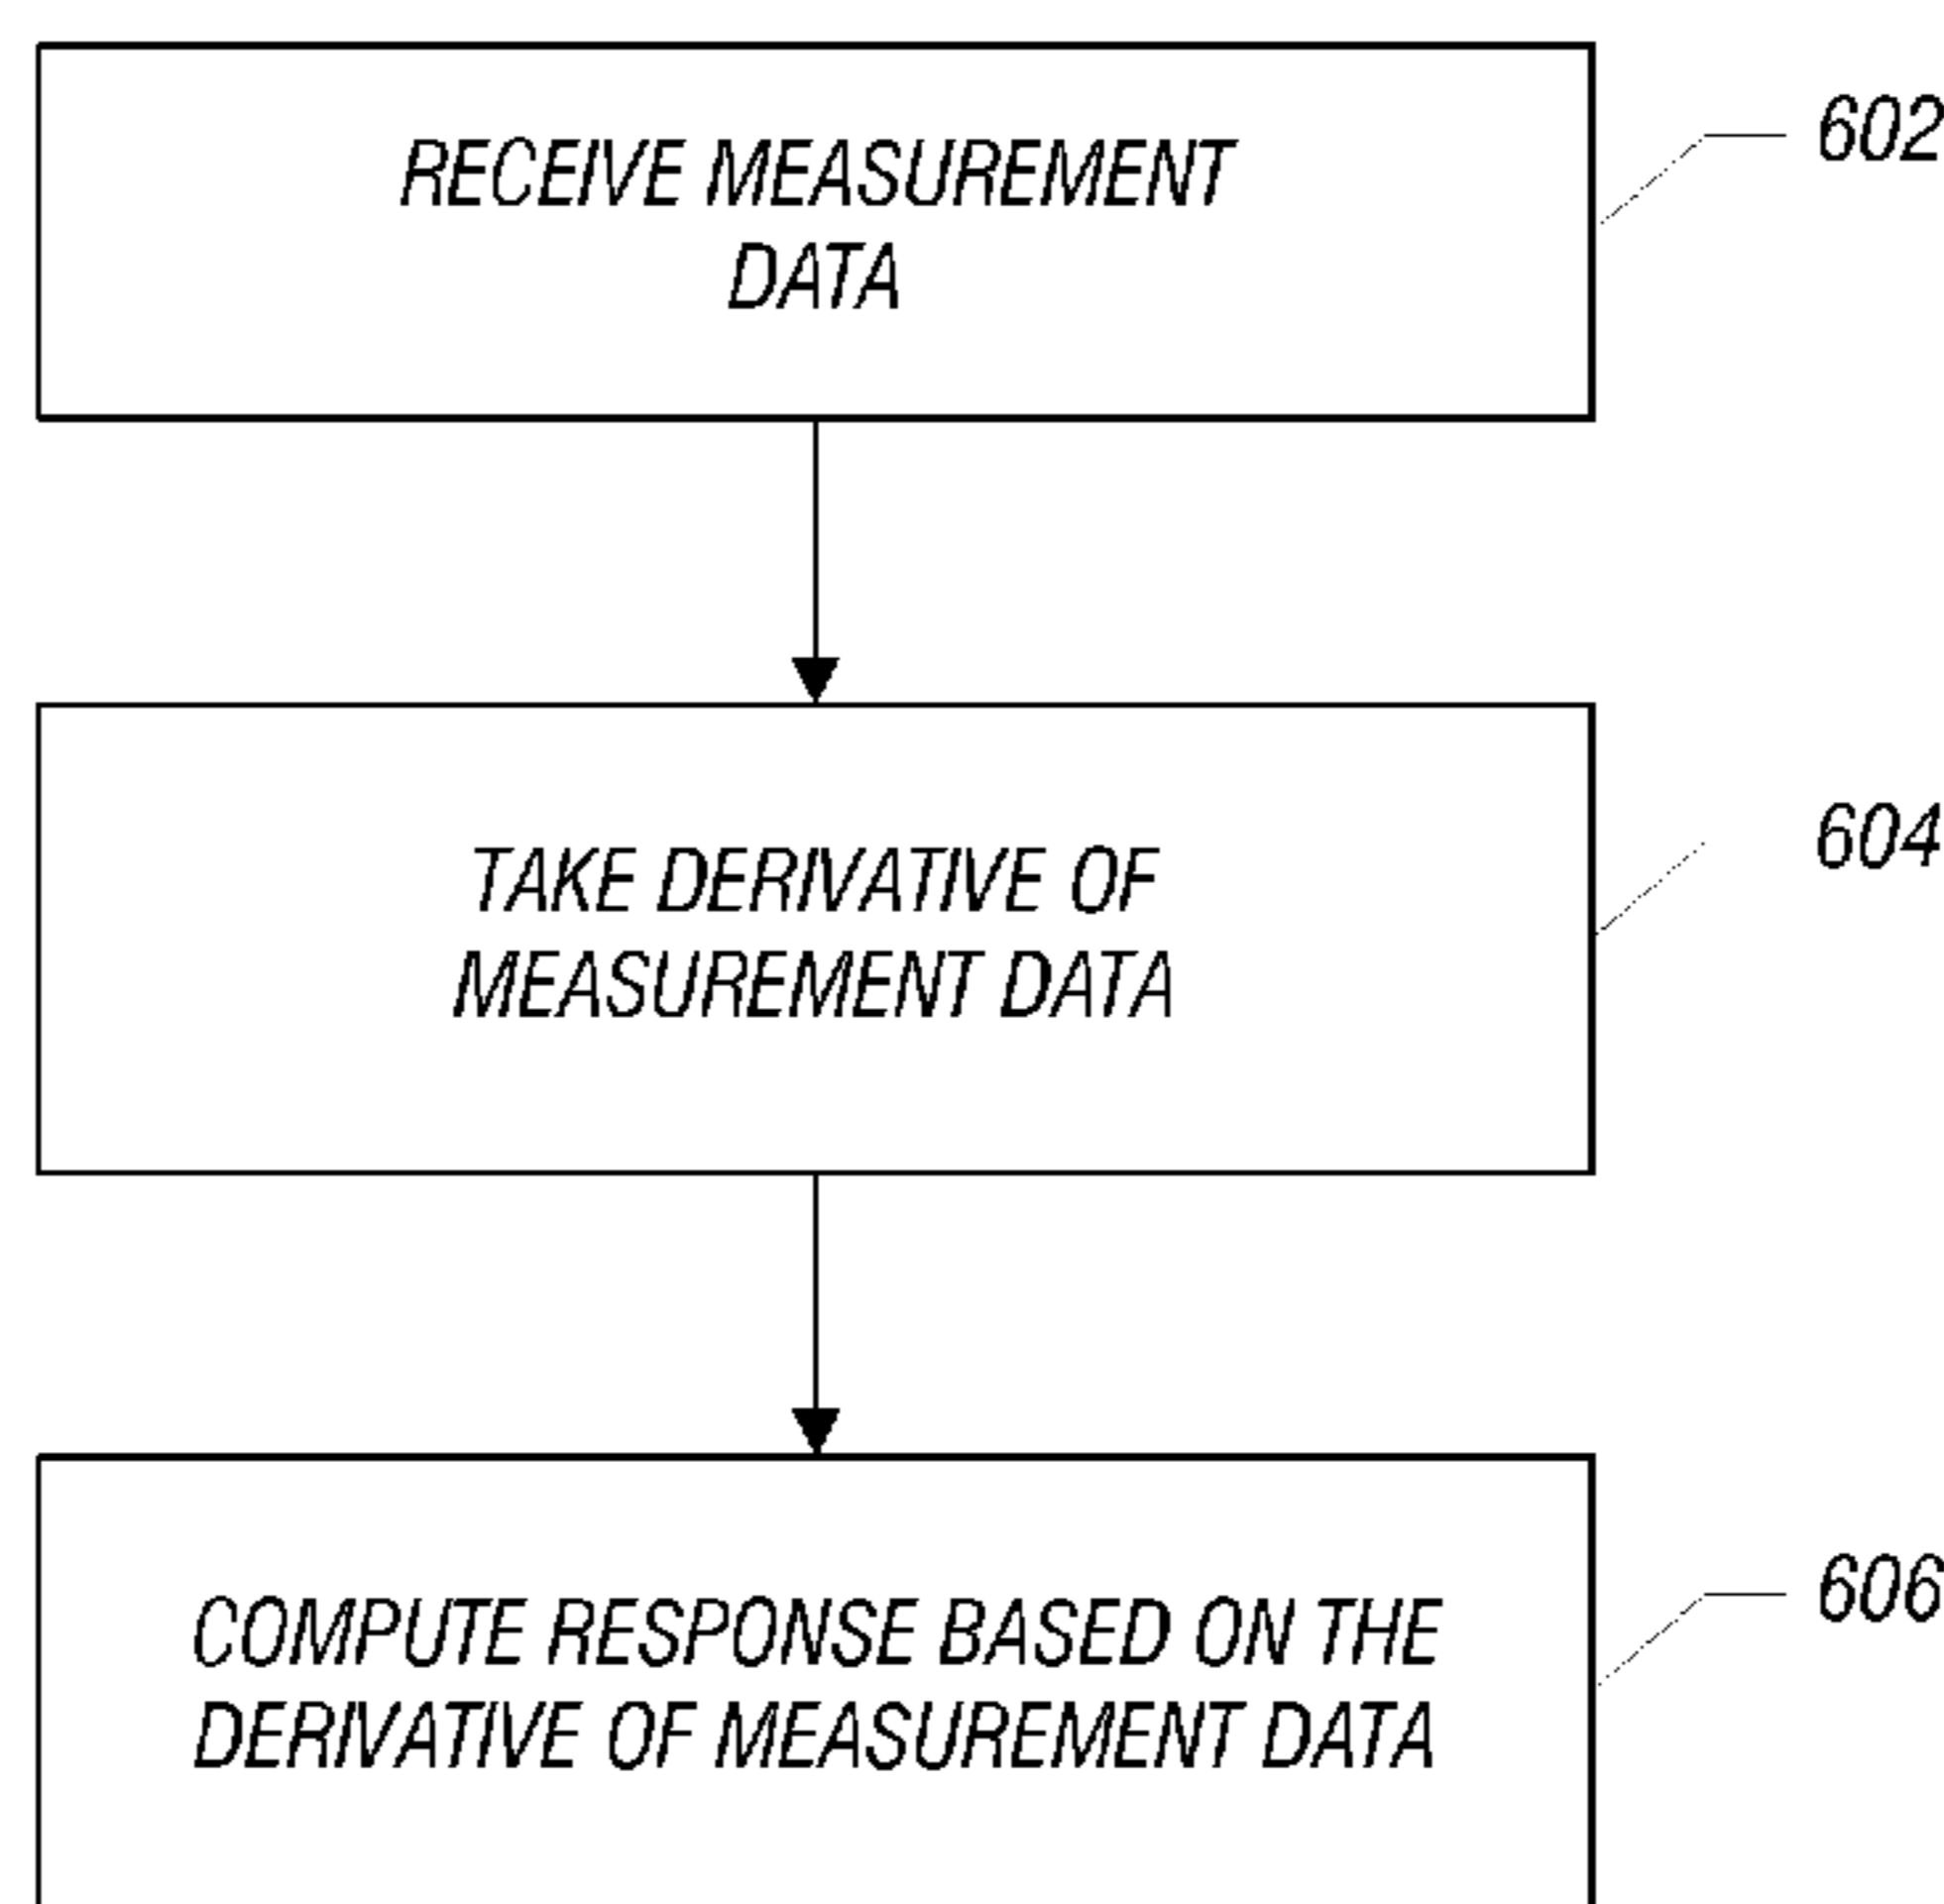 RECEIVE MEASUREMENT
DATA
602
TAKE DERIVATIVE OF
MEASUREMENT DATA
604
COMPUTE RESPONSE BASED ON THE
DERIVATIVE OF MEASUREMENT DATA
606